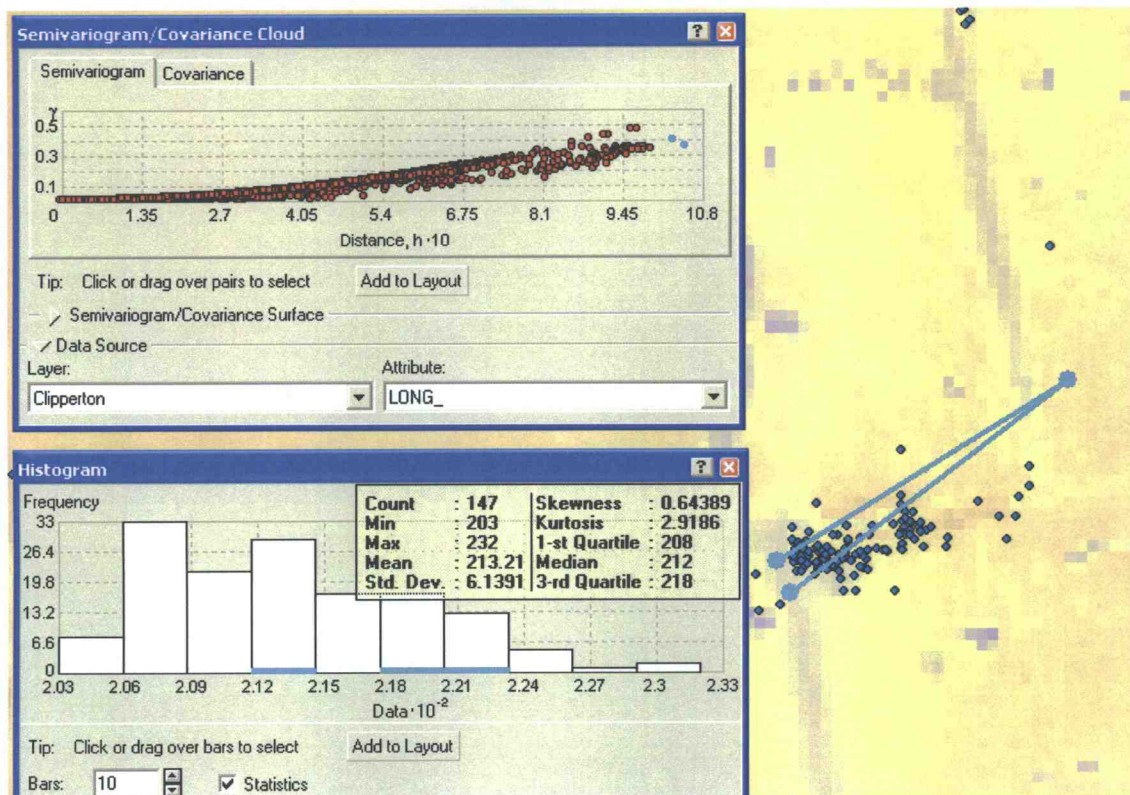 Semivariogram/Covariance Cloud
Semivariogram Covariance
γ
0.5
0.3
0.1
0 1.35 2.7 4.05 5.4 6.75 8.1 9.45 10.8
Distance, h·10
Tip: Click or drag over pairs to select Add to Layout
Semivariogram/Covariance Surface
Data Source
Layer: Attribute:
Clipperton LONG_
Histogram
Frequency
Count : 147 Skewness : 0.64389
Min : 203 Kurtosis : 2.9186
Max : 232 1-st Quartile : 208
Mean : 213.21 Median : 212
Std. Dev. : 6.1391 3-rd Quartile : 218
33
26.4
19.8
13.2
6.6
0
2.03 2.06 2.09 2.12 2.15 2.18 2.21 2.24 2.27 2.3 2.33
Data·10⁻²
Tip: Click or drag over bars to select Add to Layout
Bars: 10 Statistics